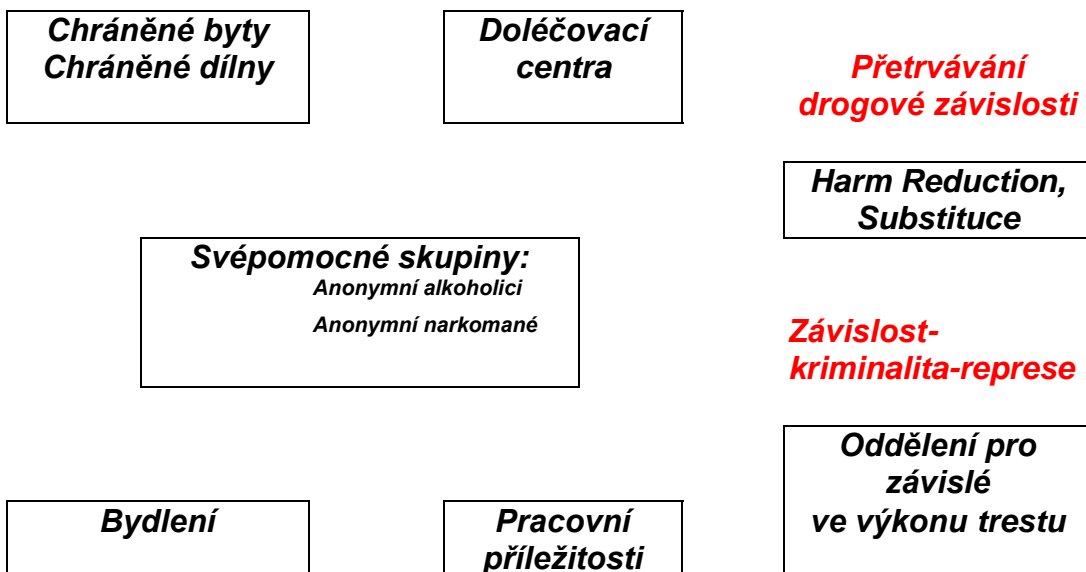 Chráněné byty
Chráněné dílny
Doléčovací
centra
Přetrvávání
drogové závislosti
Harm Reduction,
Substituce
Svépomocné skupiny:
Anonymní alkoholici
Anonymní narkomané
Závislost-
kriminalita-represe
Oddělení pro
závislé
ve výkonu trestu
Bydlení
Pracovní
příležitosti